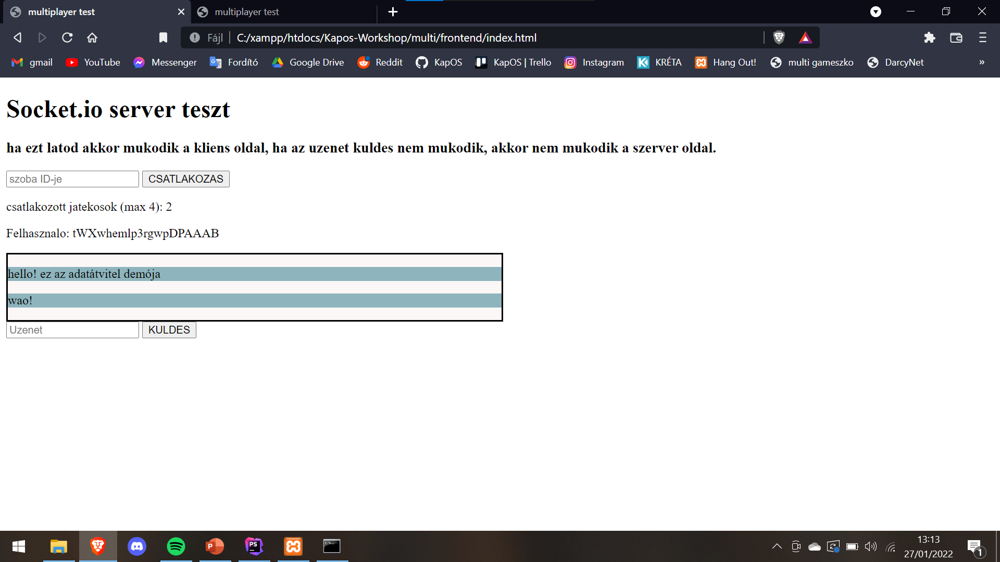 multiplayer test
multiplayer test
Fájl
C:/xampp/htdocs/Kapos-Workshop/multi/frontend/index.html
gmail YouTube Messenger Fordító Google Drive Reddit KapOS KapOS | Trello Instagram KRÉTA Hang Out! multi gameszko DarcyNet »
Socket.io server teszt
ha ezt latod akkor mukodik a kliens oldal, ha az uzenet kuldes nem mukodik, akkor nem mukodik a szerver oldal.
szoba ID-je CSATLAKOZAS
csatlakozott jatekosok (max 4): 2
Felhasznalo: tWXwhemlp3rgwpDPAAAB
hello! ez az adatátvitel demója
wao!
Uzenet KULDES
P
PS
13:13
27/01/2022
1